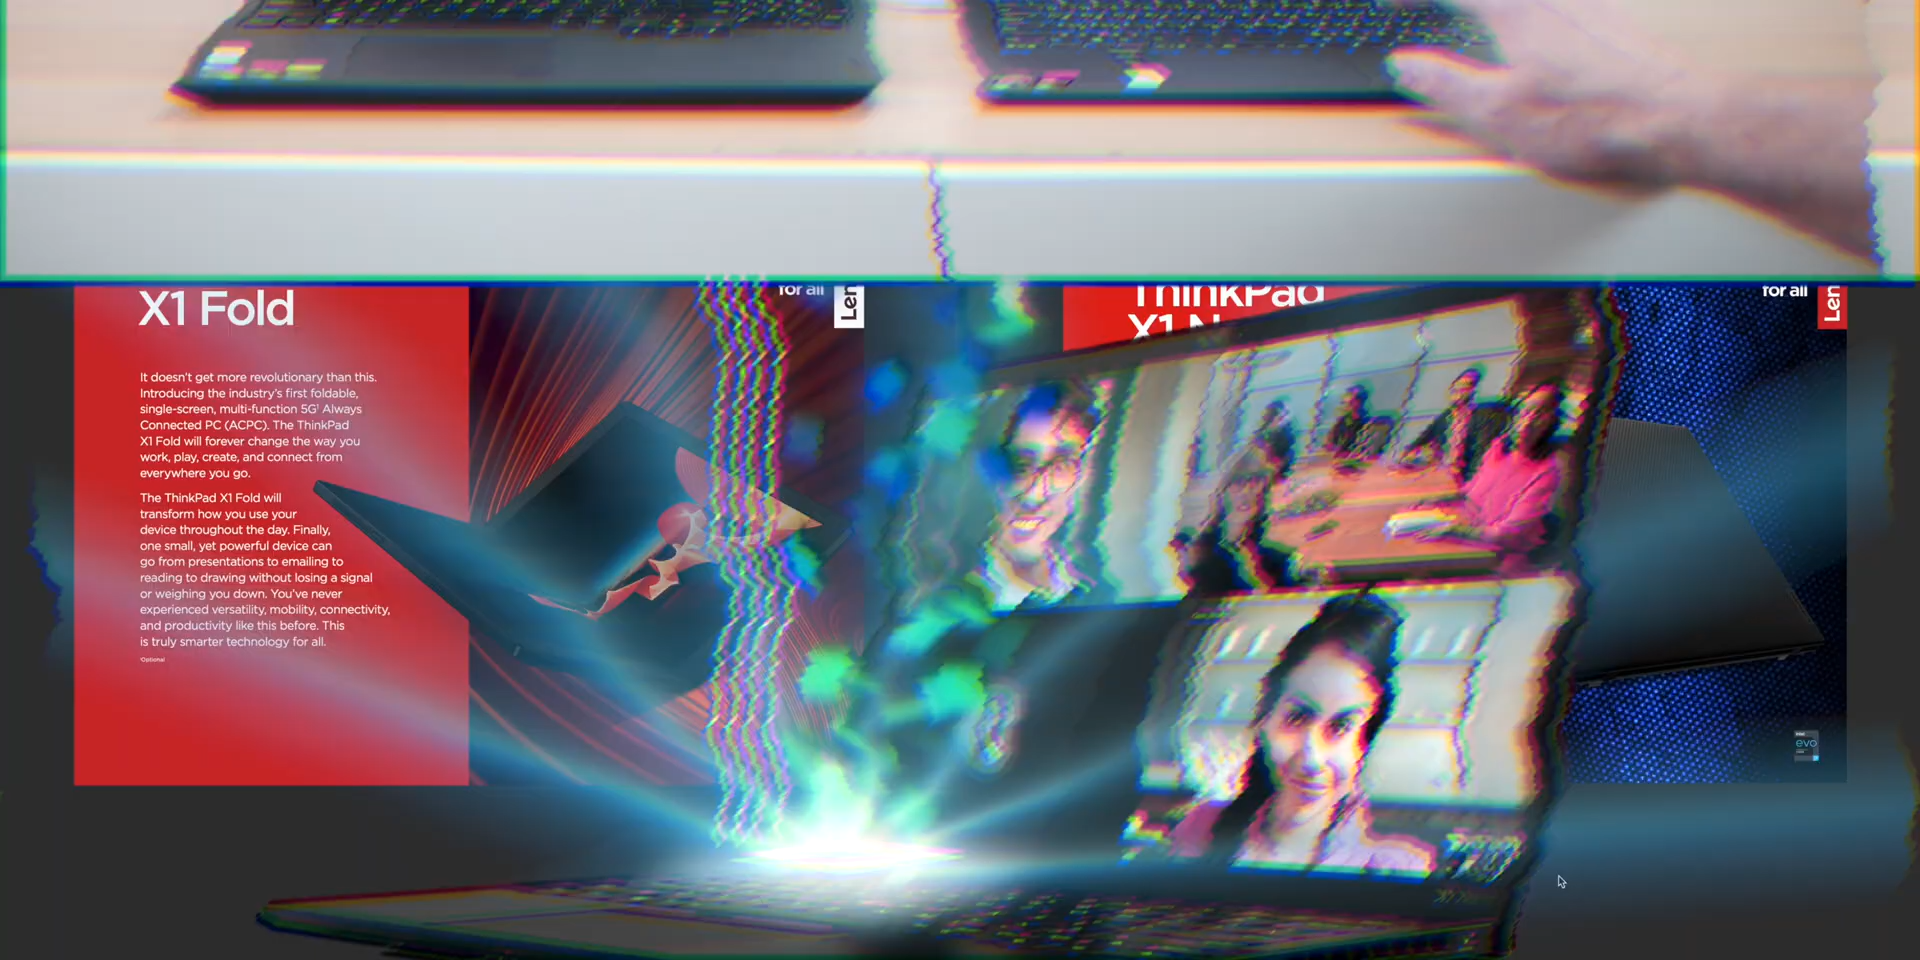 X1 Fold
It doesn't get more revolutionary than this.
Introducing the industry's first foldable,
single-screen, multi-function 5G¹ Always
Connected PC (ACPC). The ThinkPad
X1 Fold will forever change the way you
work, play, create, and connect from
everywhere you go.
The ThinkPad X1 Fold will
transform how you use your
device throughout the day. Finally,
one small, yet powerful device can
go from presentations to emailing to
reading to drawing without losing a signal
or weighing you down. You've never
experienced versatility, mobility, connectivity,
and productivity like this before. This
is truly smarter technology for all.
¹Optional
for all
Len
ThinkPad
X1
for all
Len
evo